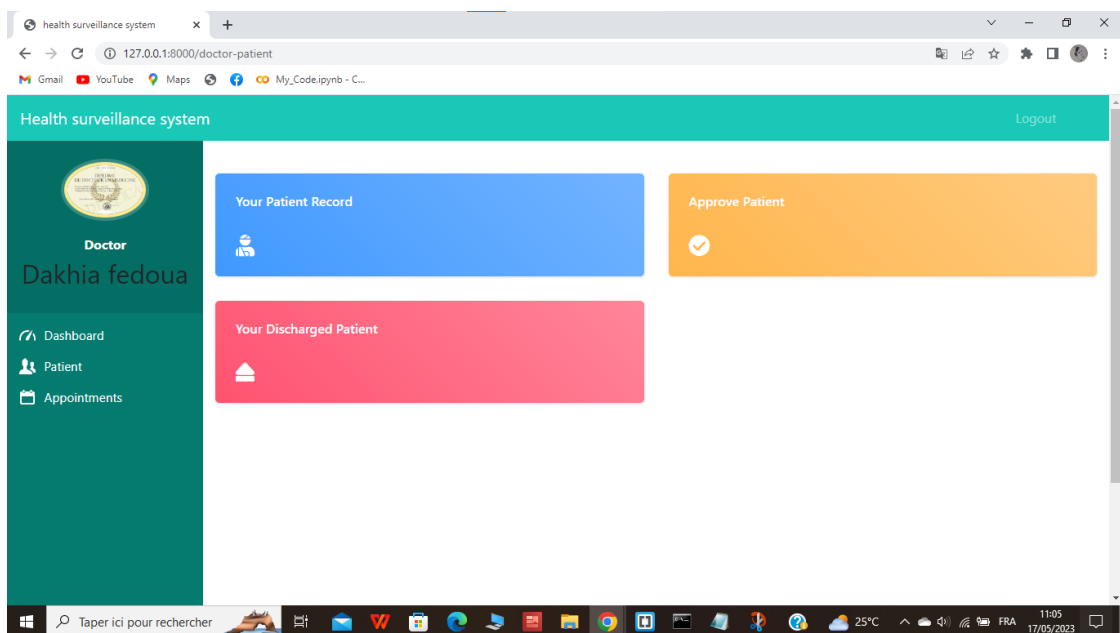 health surveillance system
127.0.0.1:8000/doctor-patient
Gmail YouTube Maps My_Code.ipynb - C...
Health surveillance system
Logout
Doctor
Dakhia fedoua
Dashboard
Patient
Appointments
Your Patient Record
Approve Patient
Your Discharged Patient
Taper ici pour rechercher
25°C
FRA
11:05
17/05/2023